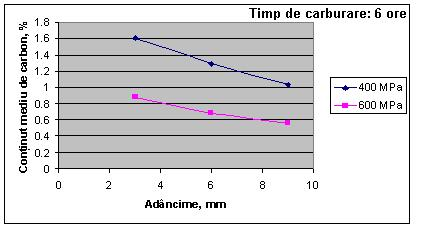 Timp de carburare: 6 ore
Conținut mediu de carbon, %
1.8
1.6
1.4
1.2
1
0.8
0.6
0.4
0.2
0
0 2 4 6 8 10
Adâncime, mm
400 MPa
600 MPa